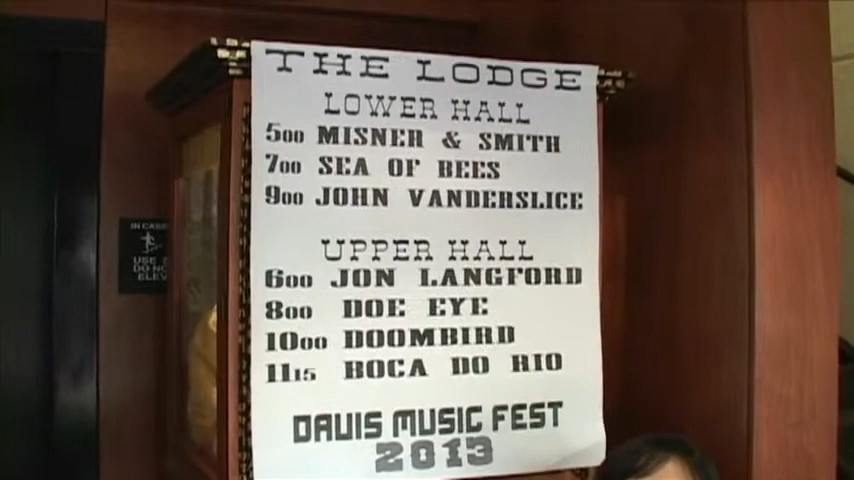 THE LODGE
LOWER HALL
500 MISNER & SMITH
700 SEA OF BEES
900 JOHN VANDERSLICE
UPPER HALL
600 JON LANGFORD
800 DOE EYE
1000 DOOMBIRD
1115 BOCA DO RIO
DAVIS MUSIC FEST
2013
IN CASE
USE
DO NO
ELEV